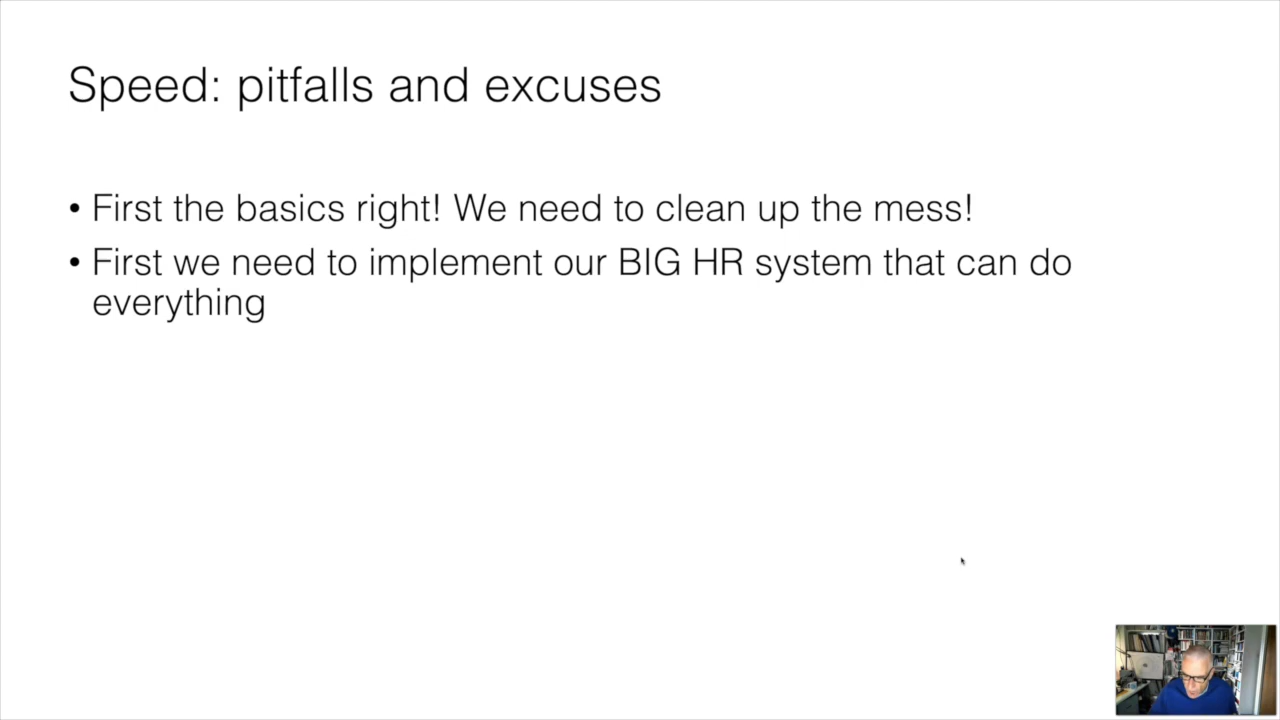 Speed: pitfalls and excuses
• First the basics right! We need to clean up the mess!
• First we need to implement our BIG HR system that can do
everything